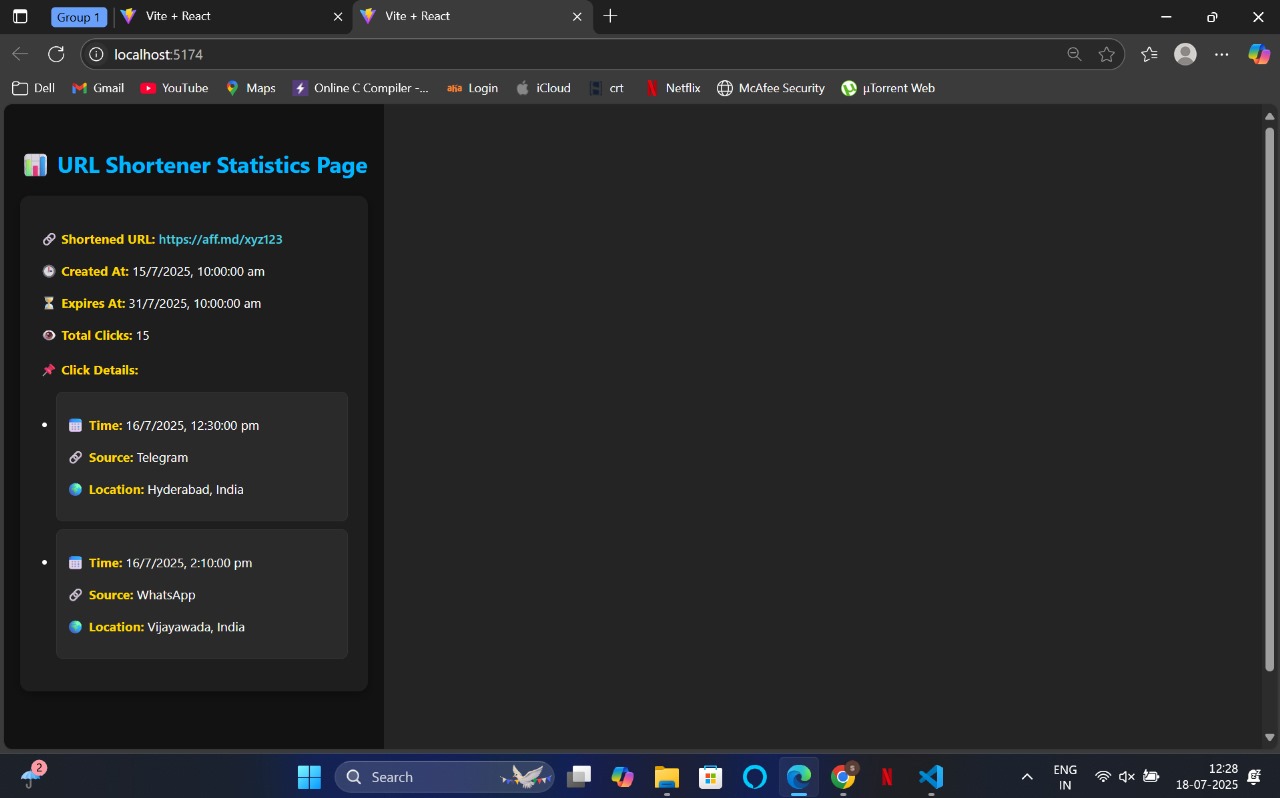 Group 1
Vite + React
Vite + React
localhost:5174
Dell
Gmail
YouTube
Maps
Online C Compiler -...
aha Login
iCloud
crt
Netflix
McAfee Security
µTorrent Web
URL Shortener Statistics Page
Shortened URL: https://aff.md/xyz123
Created At: 15/7/2025, 10:00:00 am
Expires At: 31/7/2025, 10:00:00 am
Total Clicks: 15
Click Details:
Time: 16/7/2025, 12:30:00 pm
Source: Telegram
Location: Hyderabad, India
Time: 16/7/2025, 2:10:00 pm
Source: WhatsApp
Location: Vijayawada, India
2
Search
S
ENG
IN
12:28
18-07-2025